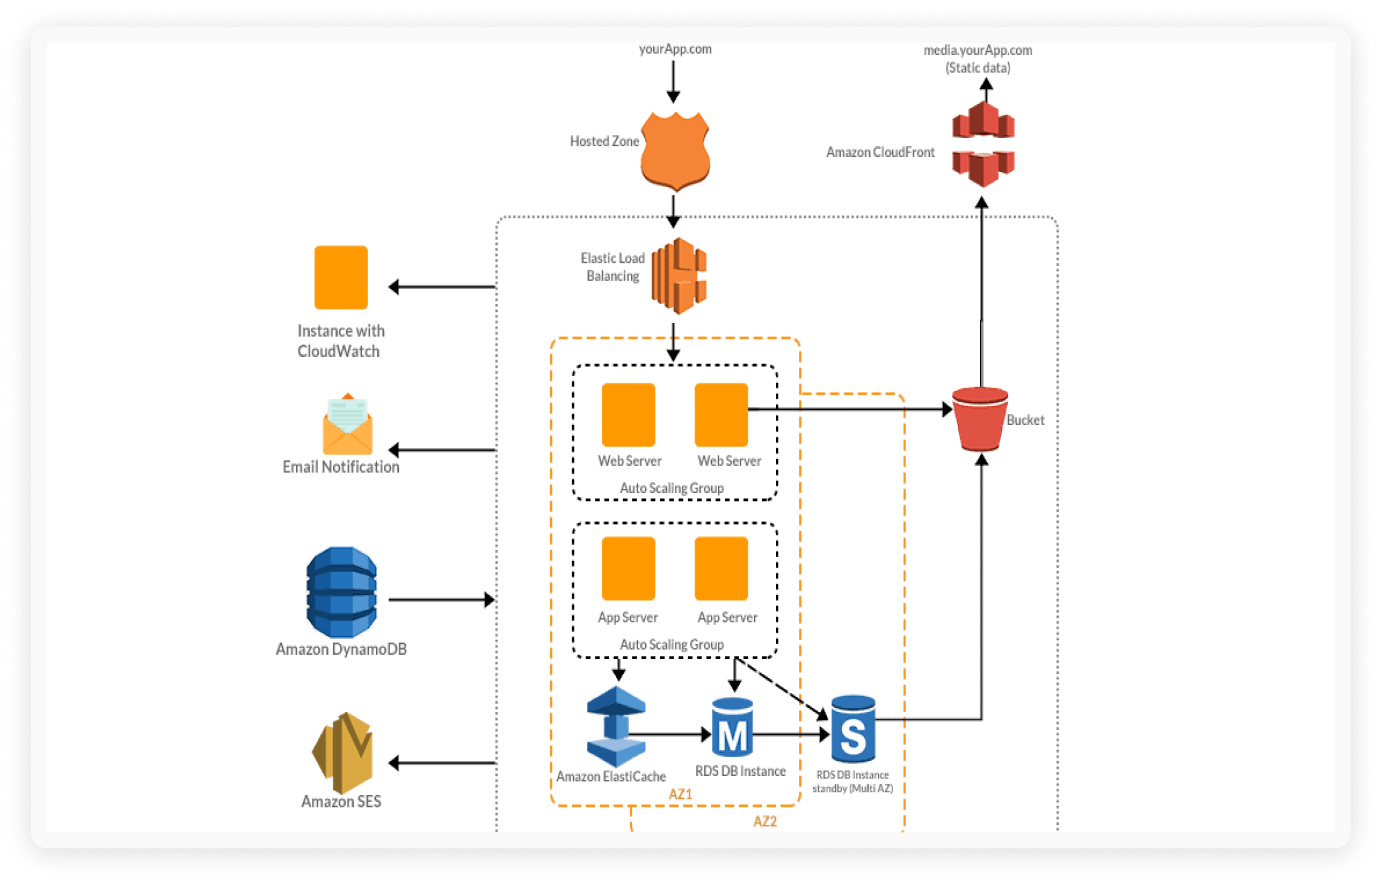 yourApp.com
media.yourApp.com
(Static data)
Hosted Zone
Amazon CloudFront
Elastic Load
Balancing
Instance with
CloudWatch
Bucket
Web Server
Web Server
Email Notification
Auto Scaling Group
App Server
App Server
Auto Scaling Group
Amazon DynamoDB
M
S
Amazon ElastiCache
RDS DB Instance
RDS DB Instance
standby (Multi AZ)
AZ1
Amazon SES
AZ2